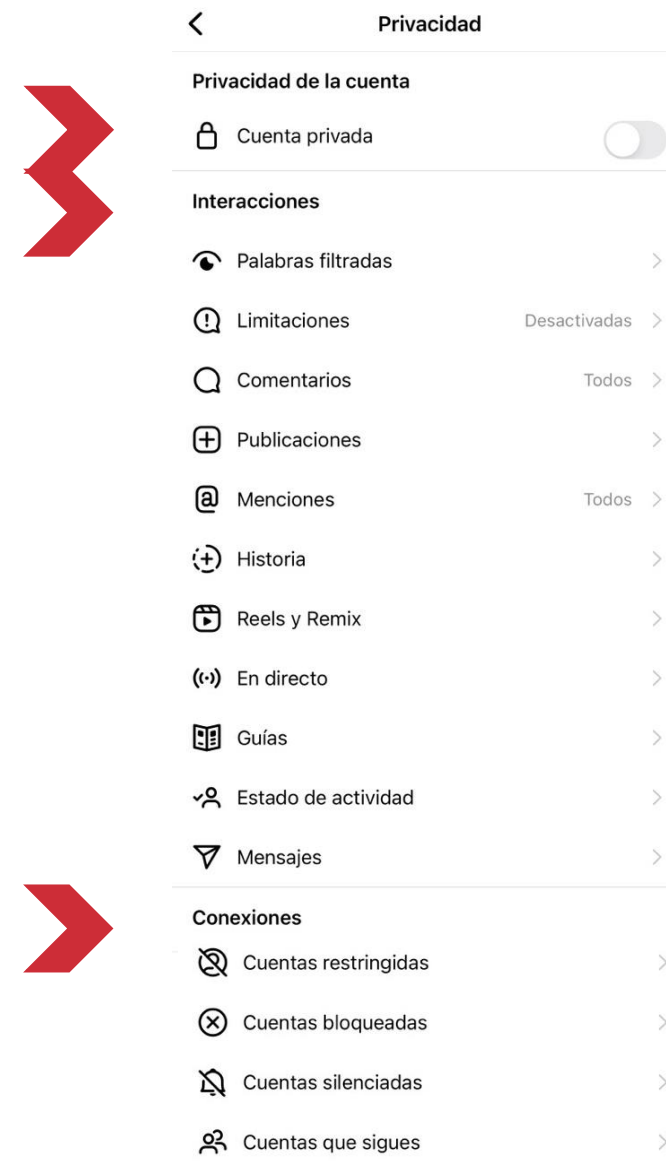 Privacidad
Privacidad de la cuenta
Cuenta privada
Interacciones
Palabras filtradas
Limitaciones Desactivadas
Comentarios Todos
Publicaciones
Menciones Todos
Historia
Reels y Remix
En directo
Guías
Estado de actividad
Mensajes
Conexiones
Cuentas restringidas
Cuentas bloqueadas
Cuentas silenciadas
Cuentas que sigues